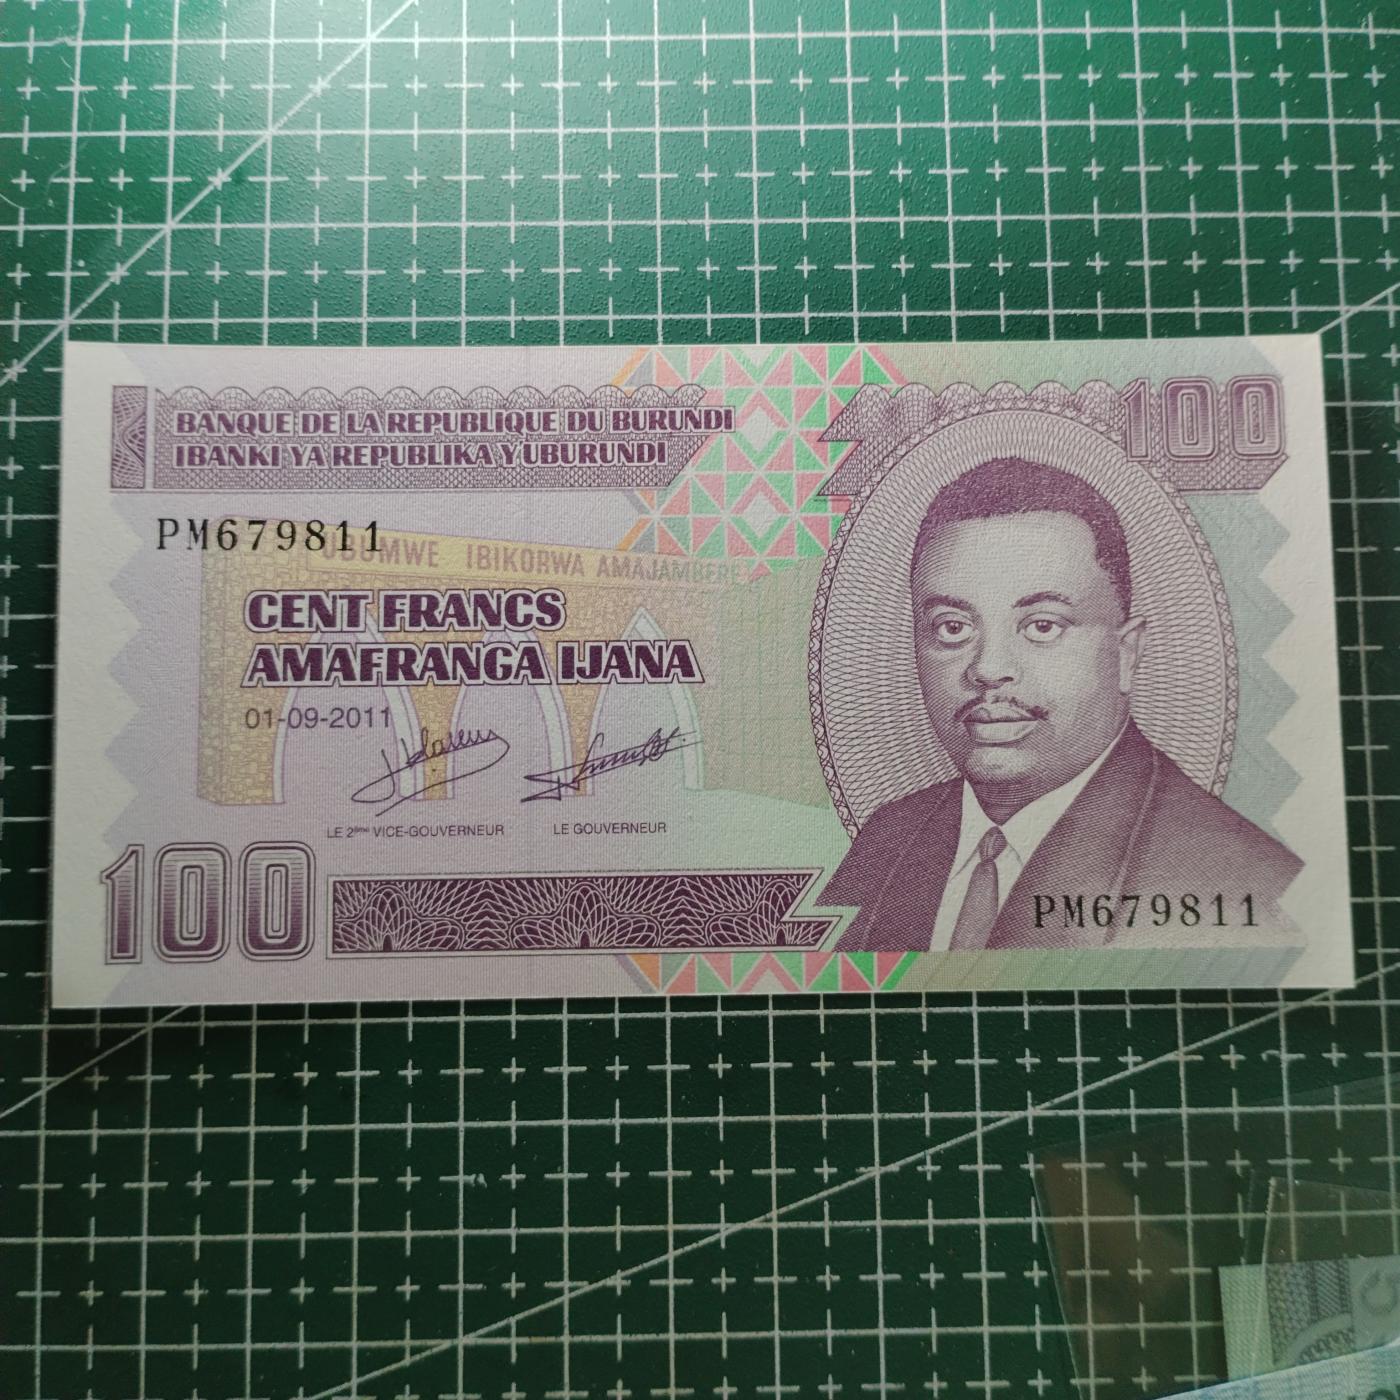 BANQUE DE LA REPUBLIQUE DU BURUNDI
IBANKI YA REPUBLIKA Y'UBURUNDI
100
PM679811
UBUMWE IBIKORWA AMAJAMBERE
CENT FRANCS
AMAFRANGA IJANA
01-09-2011
LE 2ème VICE-GOUVERNEUR LE GOUVERNEUR
100
PM679811